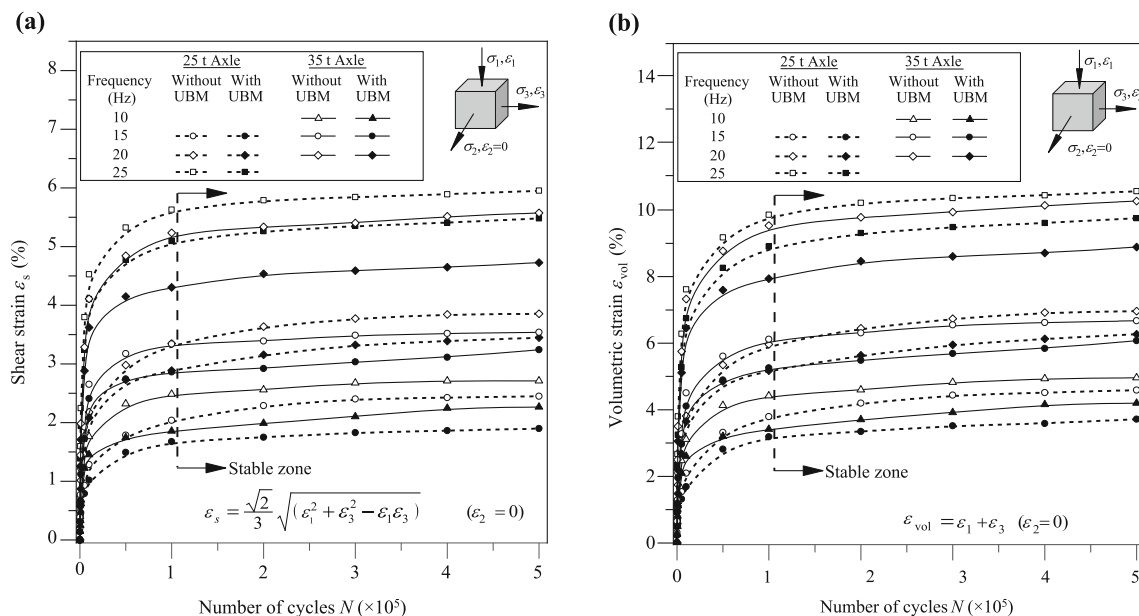 (a)
8
7
6
5
4
3
2
1
0
Shear strain εs (%)
25 t Axle 35 t Axle
Frequency Without With Without With
(Hz) UBM UBM UBM UBM
10
15
20
25
σ1,ε1
σ3,ε3
σ2,ε2=0
Stable zone
εs = √2/3 √(ε1² + ε3² − ε1ε3) (ε2 = 0)
0 1 2 3 4 5
Number of cycles N (×10⁵)
(b)
14
12
10
8
6
4
2
0
Volumetric strain εvol (%)
25 t Axle 35 t Axle
Frequency Without With Without With
(Hz) UBM UBM UBM UBM
10
15
20
25
σ1,ε1
σ3,ε3
σ2,ε2=0
Stable zone
εvol = ε1 + ε3 (ε2=0)
0 1 2 3 4 5
Number of cycles N (×10⁵)